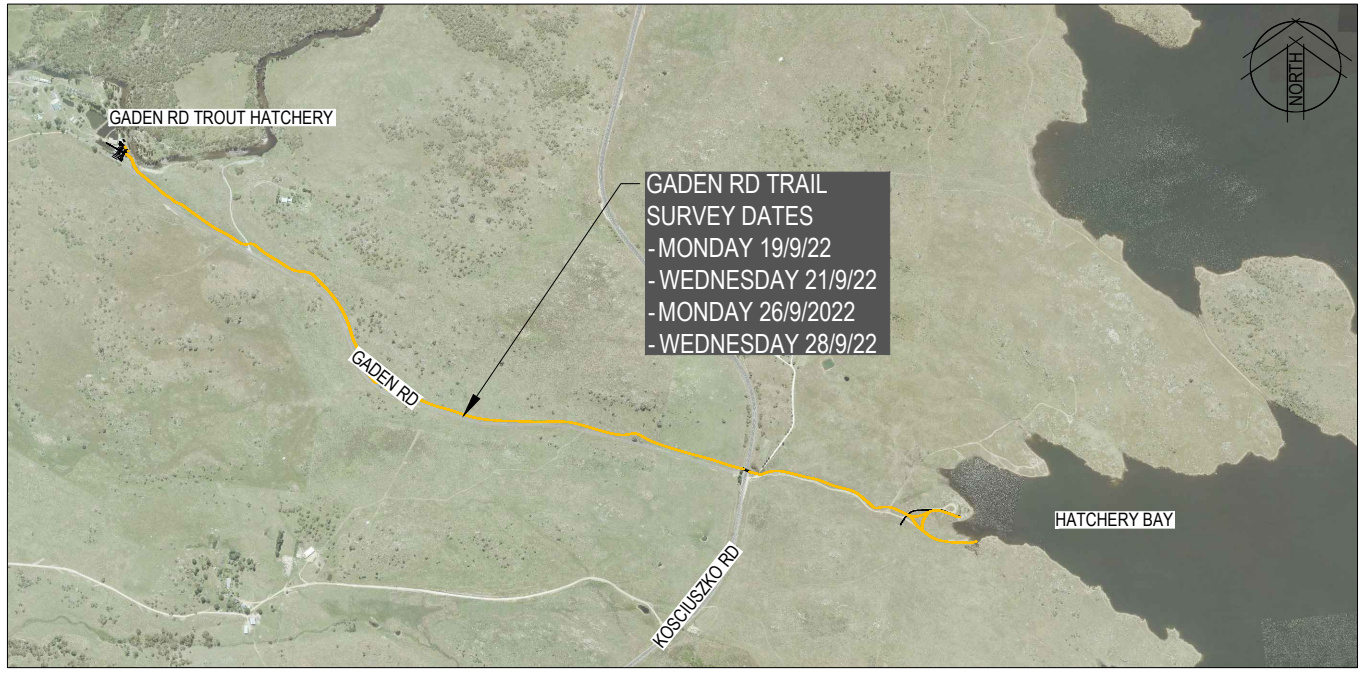 NORTH
GADEN RD TROUT HATCHERY
GADEN RD TRAIL
SURVEY DATES
- MONDAY 19/9/22
- WEDNESDAY 21/9/22
- MONDAY 26/9/2022
- WEDNESDAY 28/9/22
GADEN RD
HATCHERY BAY
KOSCIUSZKO RD